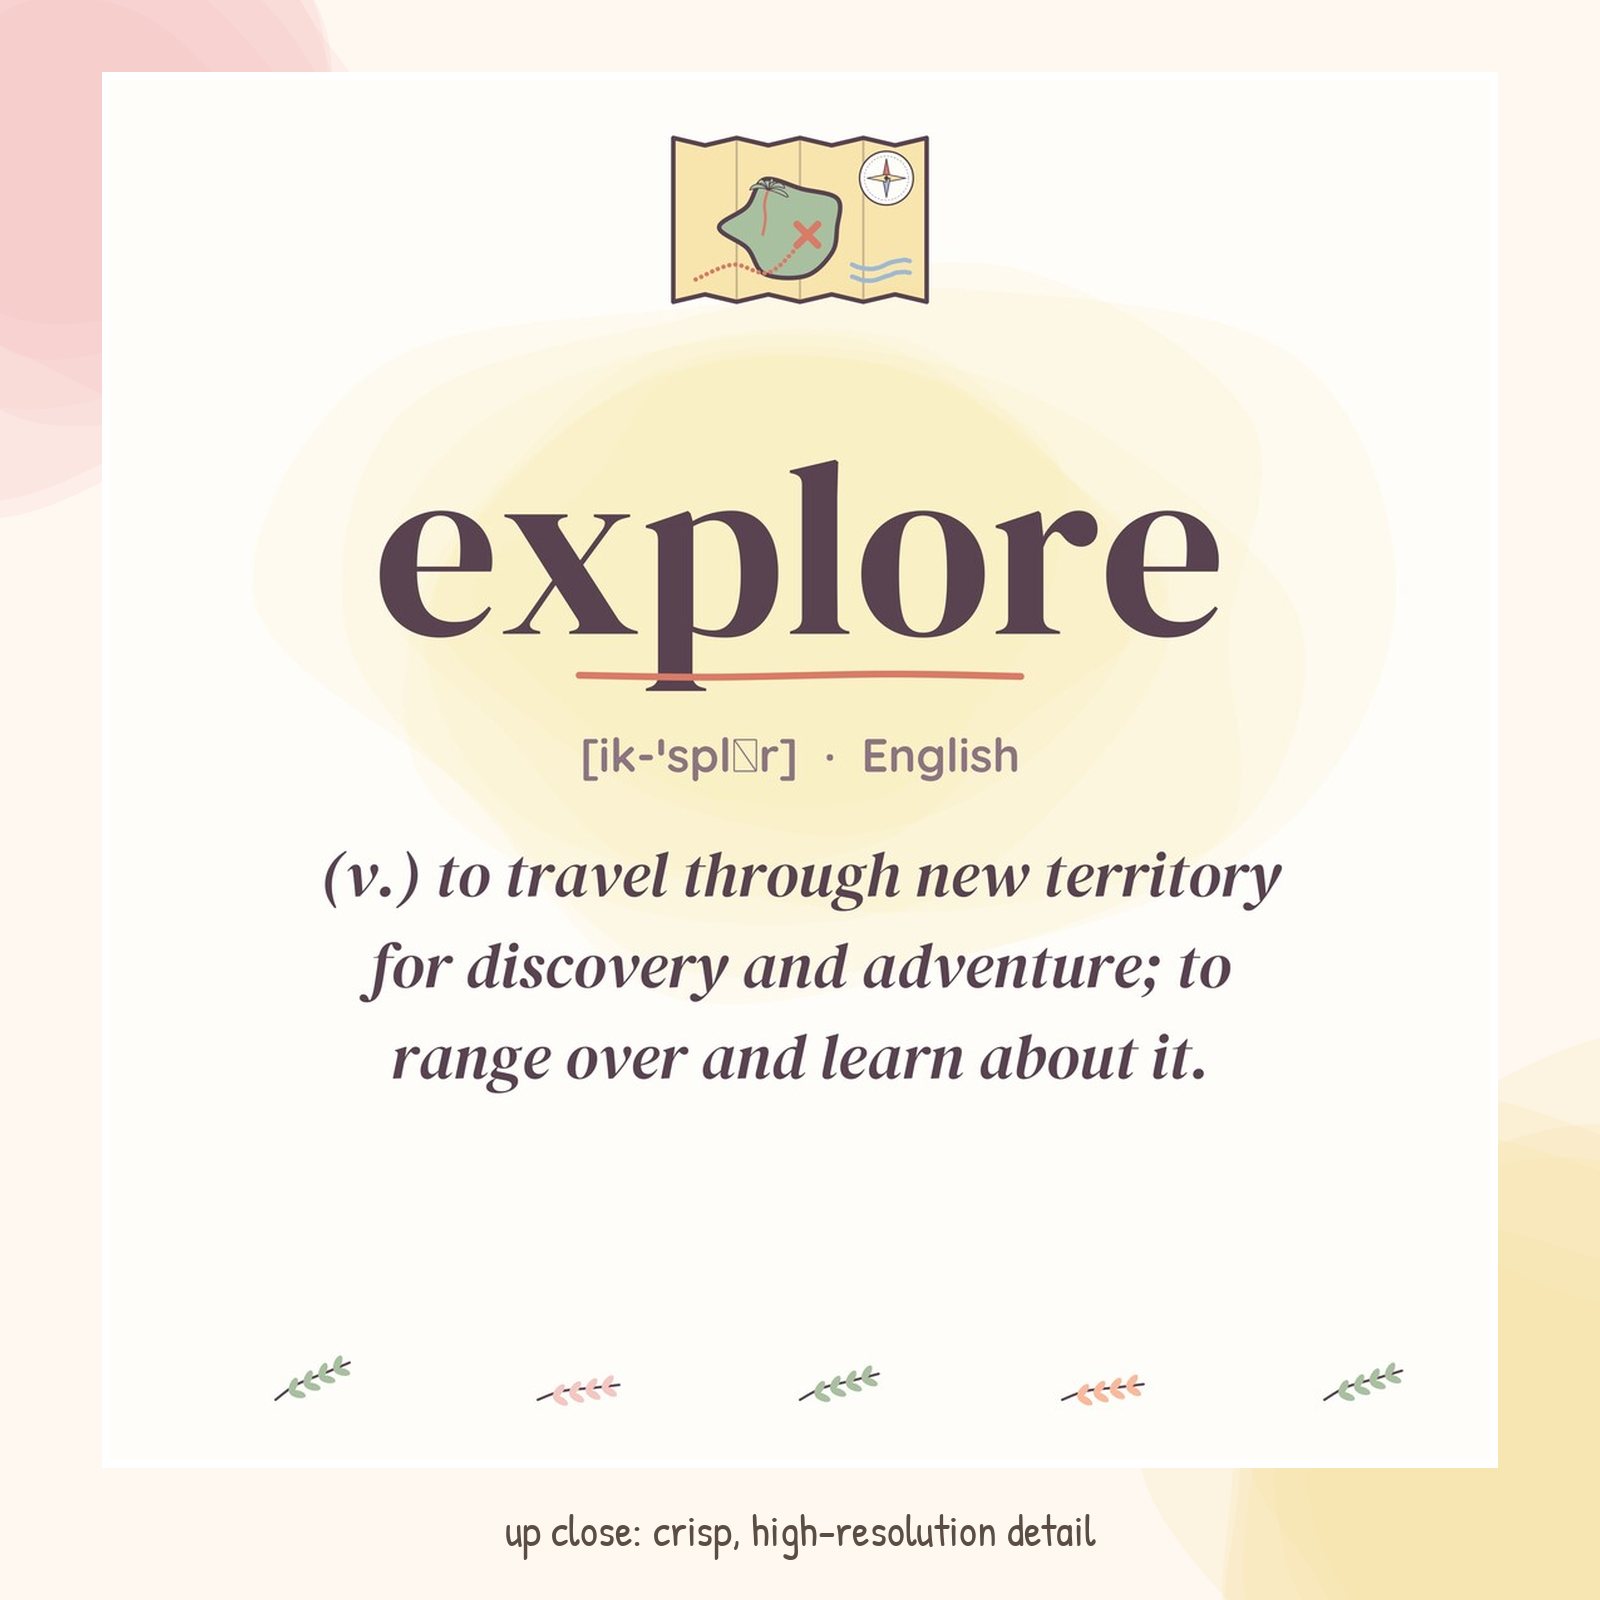 explore
[ik-ˈspl□r] · English
(v.) to travel through new territory
for discovery and adventure; to
range over and learn about it.
up close: crisp, high-resolution detail